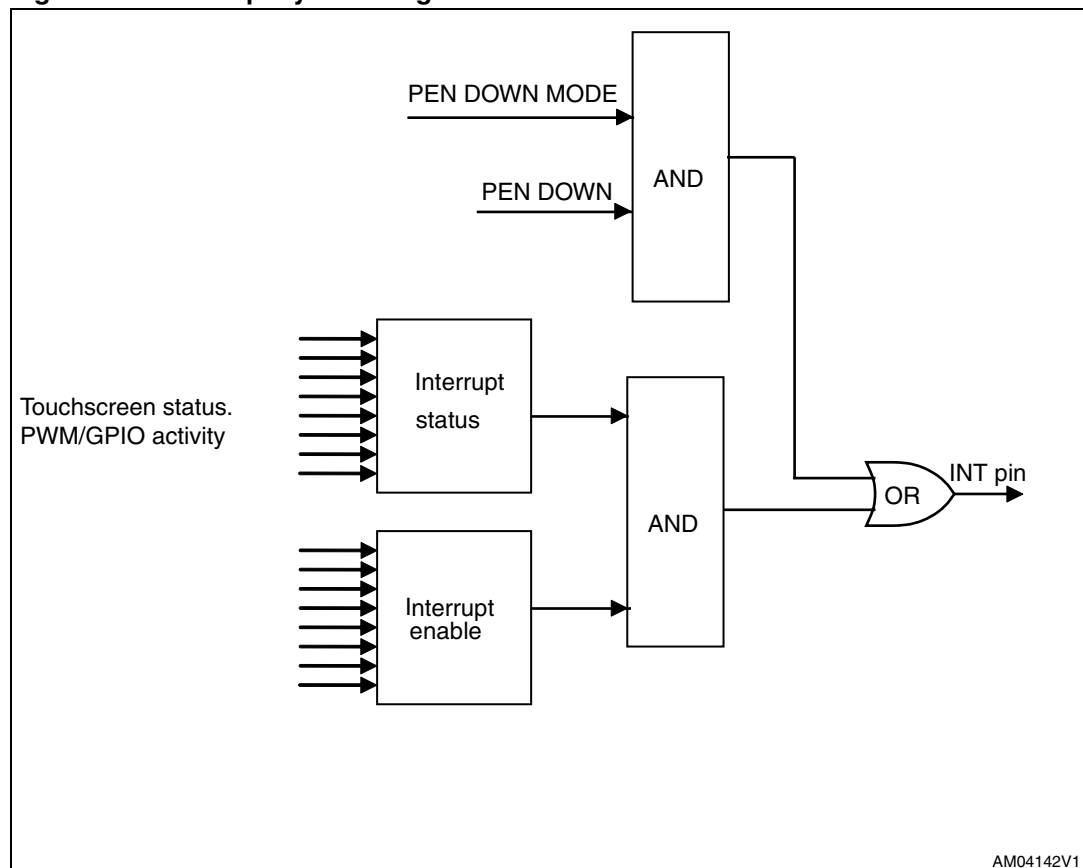 PEN DOWN MODE
PEN DOWN
AND
Touchscreen status.
PWM/GPIO activity
Interrupt
status
AND
Interrupt
enable
OR
INT pin
AM04142V1